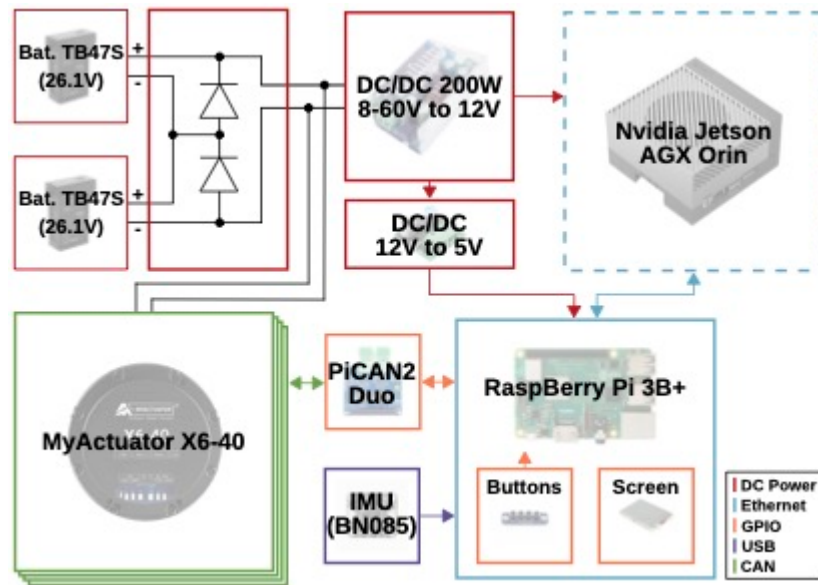 Bat. TB47S
(26.1V)
+
-
Bat. TB47S
(26.1V)
+
-
DC/DC 200W
8-60V to 12V
Nvidia Jetson
AGX Orin
DC/DC
12V to 5V
MyActuator X6-40
X6-40
PiCAN2
Duo
RaspBerry Pi 3B+
IMU
(BN085)
Buttons
Screen
DC Power
Ethernet
GPIO
USB
CAN